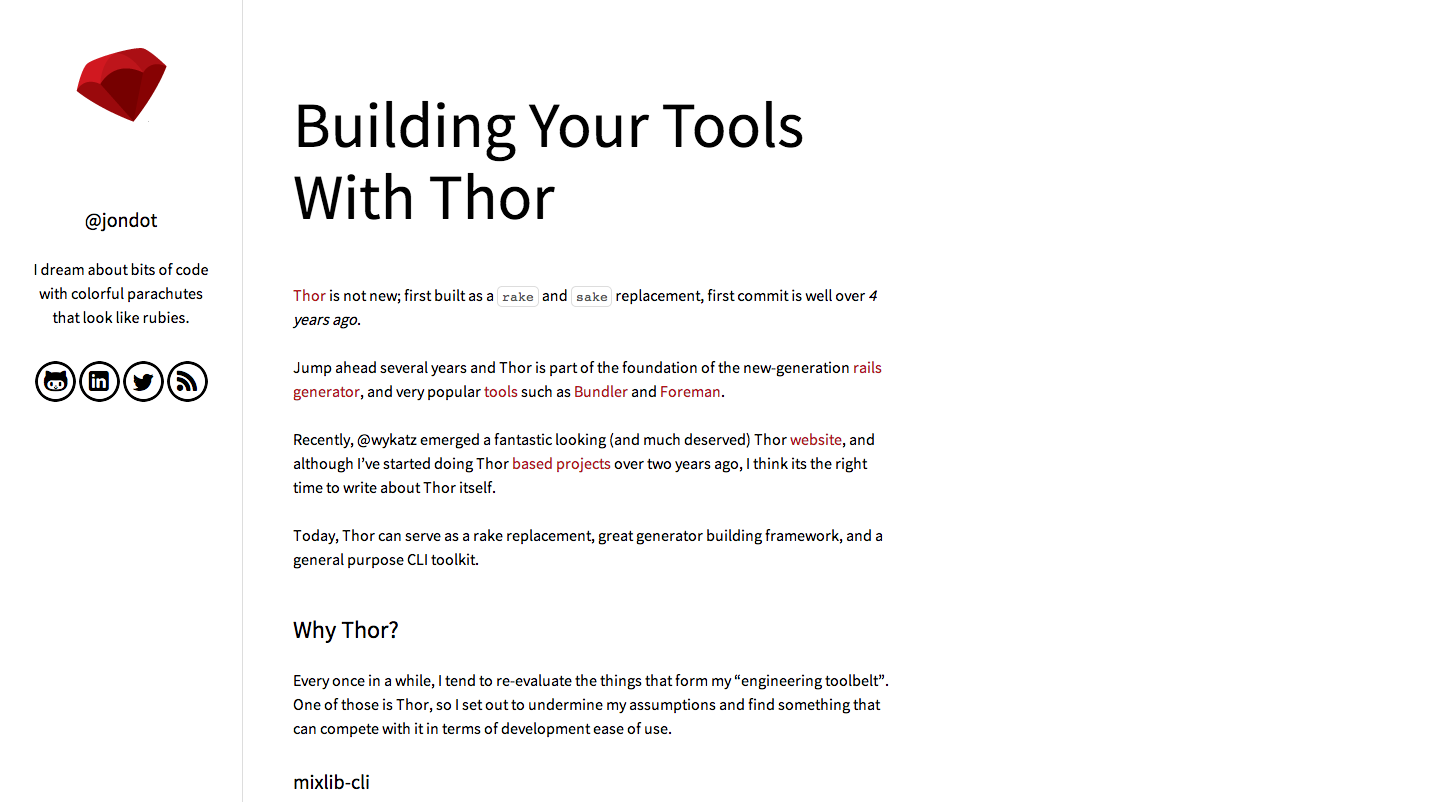 @jondot
I dream about bits of code
with colorful parachutes
that look like rubies.
Building Your Tools
With Thor
Thor is not new; first built as a rake and sake replacement, first commit is well over 4
years ago.
Jump ahead several years and Thor is part of the foundation of the new-generation rails
generator, and very popular tools such as Bundler and Foreman.
Recently, @wykatz emerged a fantastic looking (and much deserved) Thor website, and
although I’ve started doing Thor based projects over two years ago, I think its the right
time to write about Thor itself.
Today, Thor can serve as a rake replacement, great generator building framework, and a
general purpose CLI toolkit.
Why Thor?
Every once in a while, I tend to re-evaluate the things that form my “engineering toolbelt”.
One of those is Thor, so I set out to undermine my assumptions and find something that
can compete with it in terms of development ease of use.
mixlib-cli